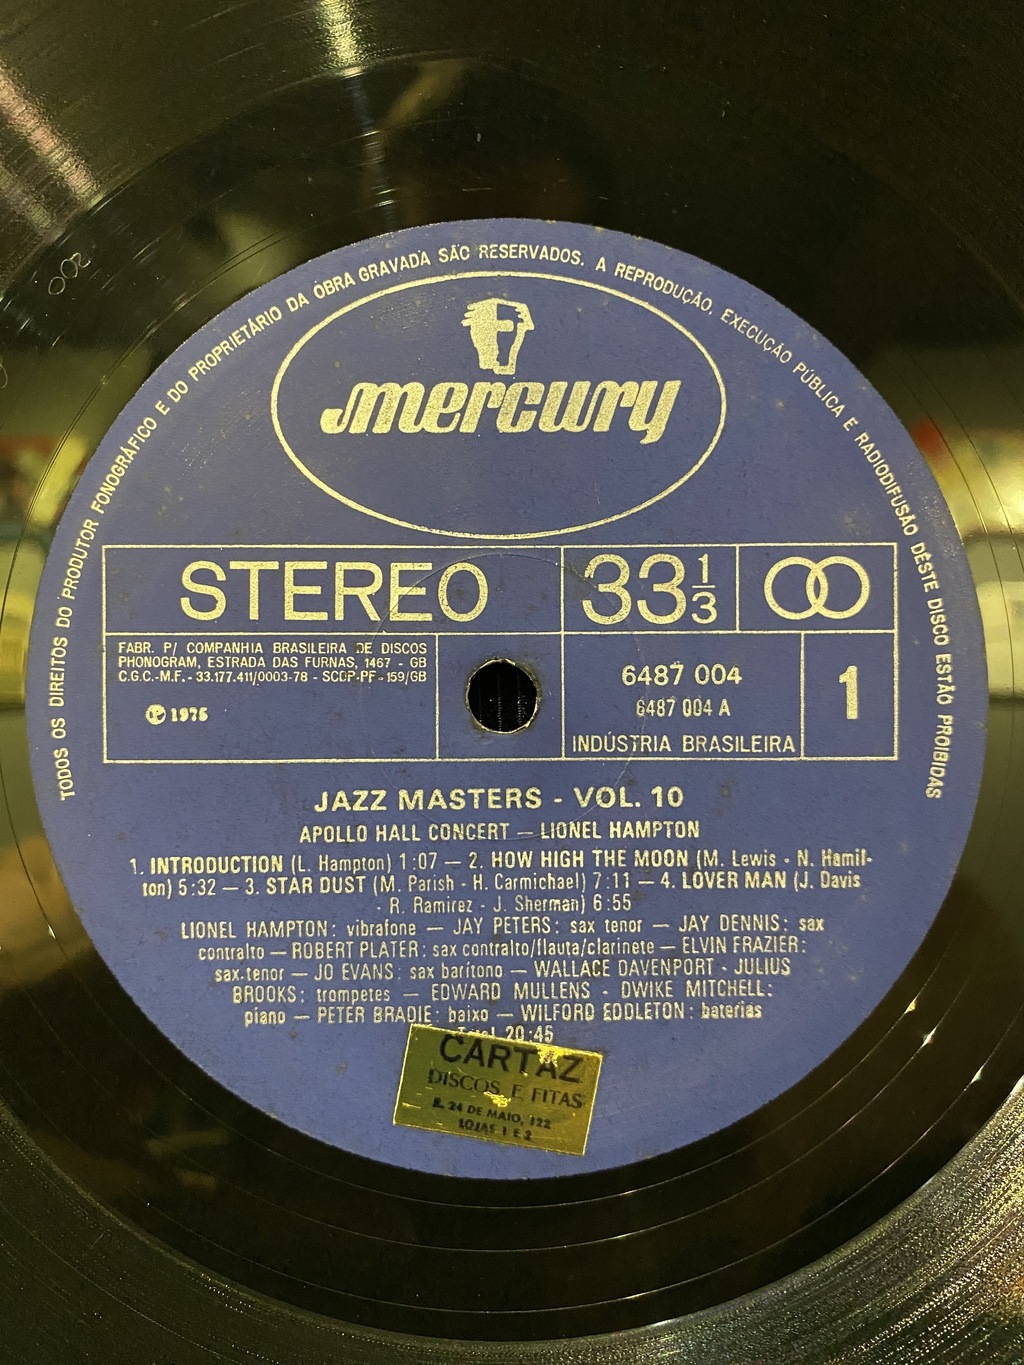 TODOS OS DIREITOS DO PRODUTOR FONOGRÁFICO E DO PROPRIETÁRIO DA OBRA GRAVADA SÃO RESERVADOS. A REPRODUÇÃO, EXECUÇÃO PÚBLICA E RADIODIFUSÃO DÊSTE DISCO ESTÃO PROIBIDAS
mercury
STEREO
33 1/3
FABR. P/ COMPANHIA BRASILEIRA DE DISCOS
PHONOGRAM, ESTRADA DAS FURNAS, 1467 - GB
C.G.C.-M.F. - 33.177.411/0003-78 - SCDP-PF-159/GB
℗ 1975
6487 004
6487 004 A
INDÚSTRIA BRASILEIRA
1
JAZZ MASTERS - VOL. 10
APOLLO HALL CONCERT — LIONEL HAMPTON
1. INTRODUCTION (L. Hampton) 1:07 — 2. HOW HIGH THE MOON (M. Lewis - N. Hamil-
ton) 5:32 — 3. STAR DUST (M. Parish - H. Carmichael) 7:11 — 4. LOVER MAN (J. Davis
- R. Ramirez - J. Sherman) 6:55
LIONEL HAMPTON: vibrafone — JAY PETERS: sax tenor — JAY DENNIS: sax
contralto — ROBERT PLATER: sax contralto/flauta/clarinete — ELVIN FRAZIER:
sax.tenor — JO EVANS: sax barítono — WALLACE DAVENPORT - JULIUS
BROOKS: trompetes — EDWARD MULLENS - DWIKE MITCHELL:
piano — PETER BRADIE: baixo — WILFORD EDDLETON: baterias
20:45
CARTAZ
DISCOS E FITAS
R. 24 DE MAIO, 122
LOJAS 1 E 2